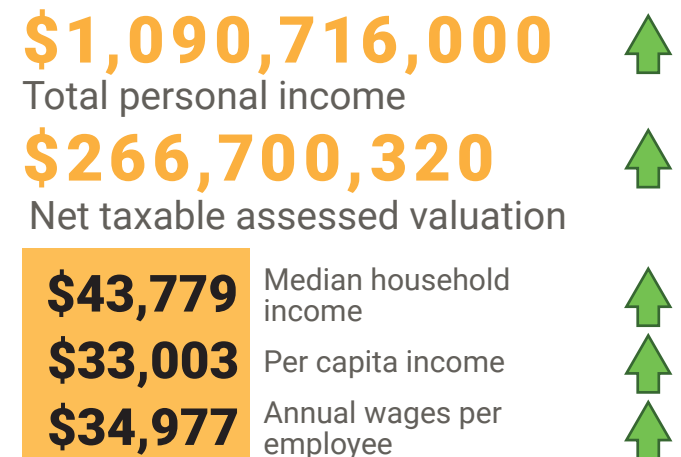 $1,090,716,000
Total personal income
$266,700,320
Net taxable assessed valuation
$43,779 Median household
income
$33,003 Per capita income
$34,977 Annual wages per
employee